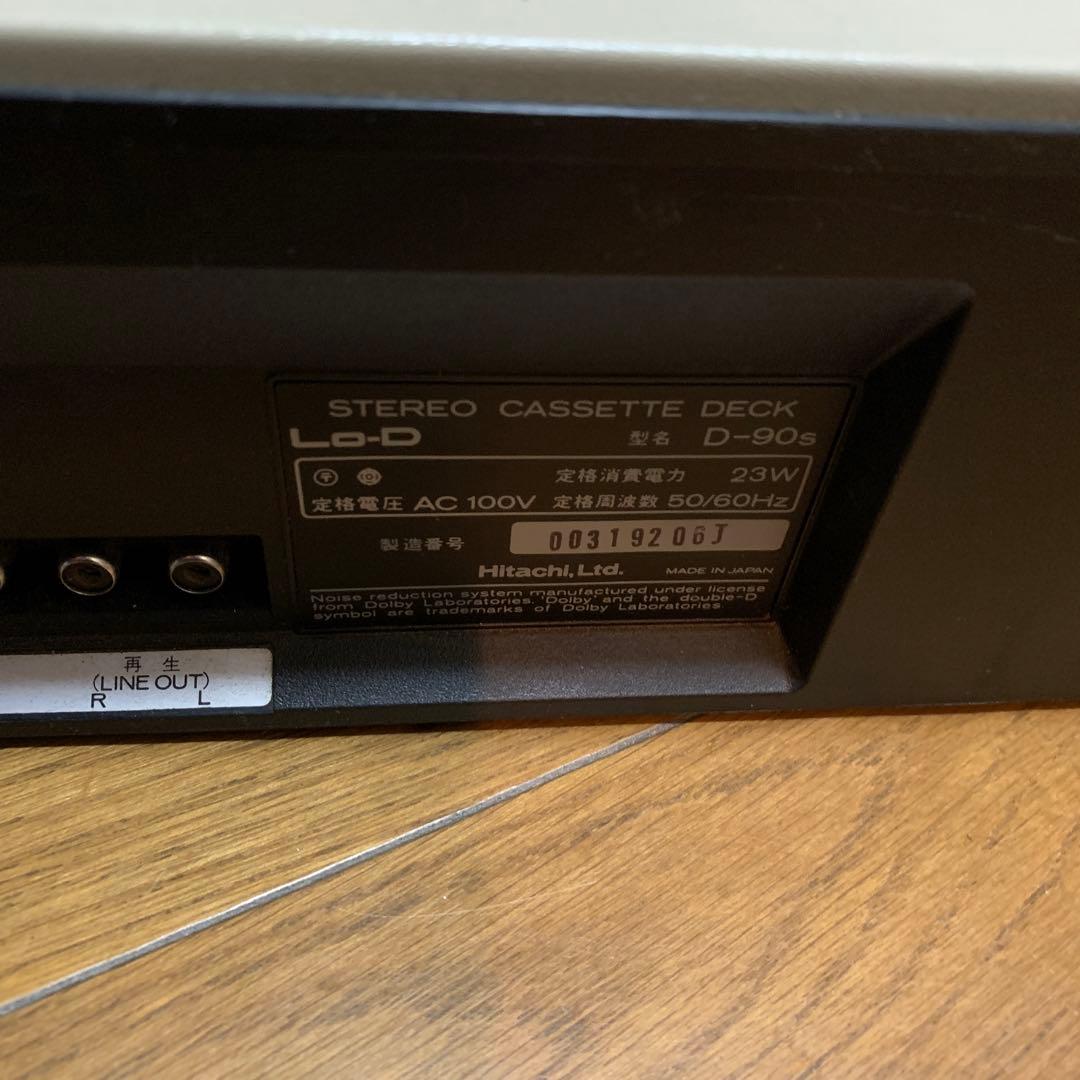 STEREO CASSETTE DECK
Lo-D 型名 D-90s
〒 定格消費電力 23W
定格電圧 AC 100V 定格周波数 50/60Hz
製造番号 00319206J
Hitachi, Ltd. MADE IN JAPAN
Noise reduction system manufactured under license
from Dolby Laboratories. 'Dolby' and the double-D
symbol are trademarks of Dolby Laboratories.
再生
(LINE OUT)
R L